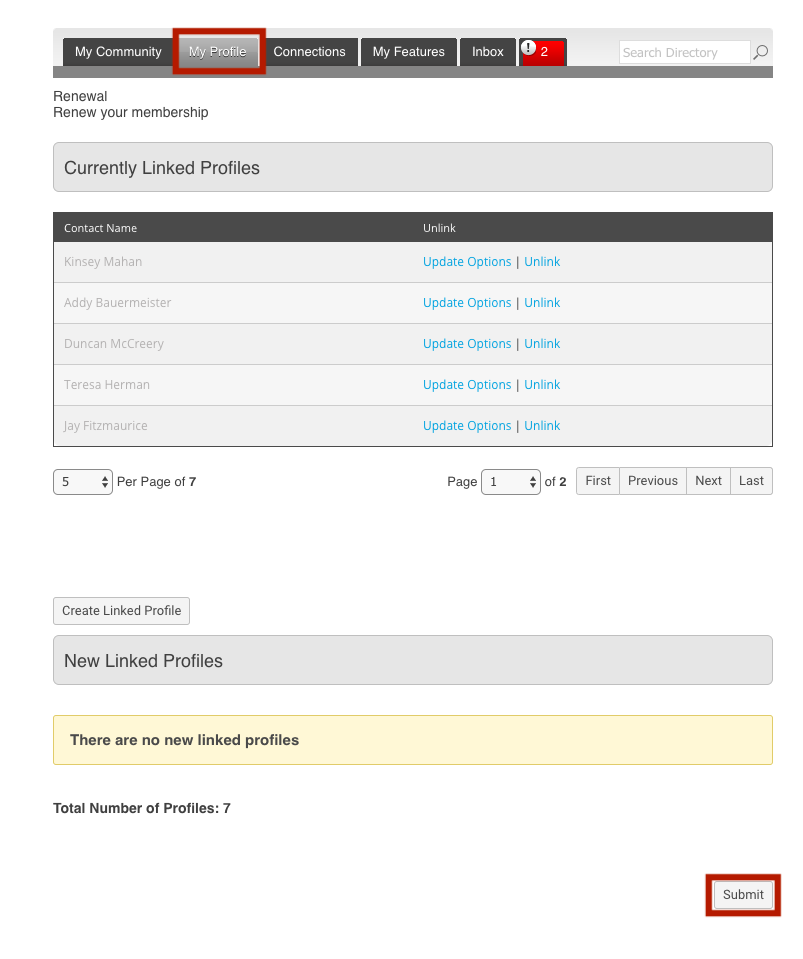 My Community My Profile Connections My Features Inbox ! 2 Search Directory
Renewal
Renew your membership
Currently Linked Profiles
Contact Name Unlink
Kinsey Mahan Update Options | Unlink
Addy Bauermeister Update Options | Unlink
Duncan McCreery Update Options | Unlink
Teresa Herman Update Options | Unlink
Jay Fitzmaurice Update Options | Unlink
5 Per Page of 7 Page 1 of 2 First Previous Next Last
Create Linked Profile
New Linked Profiles
There are no new linked profiles
Total Number of Profiles: 7
Submit